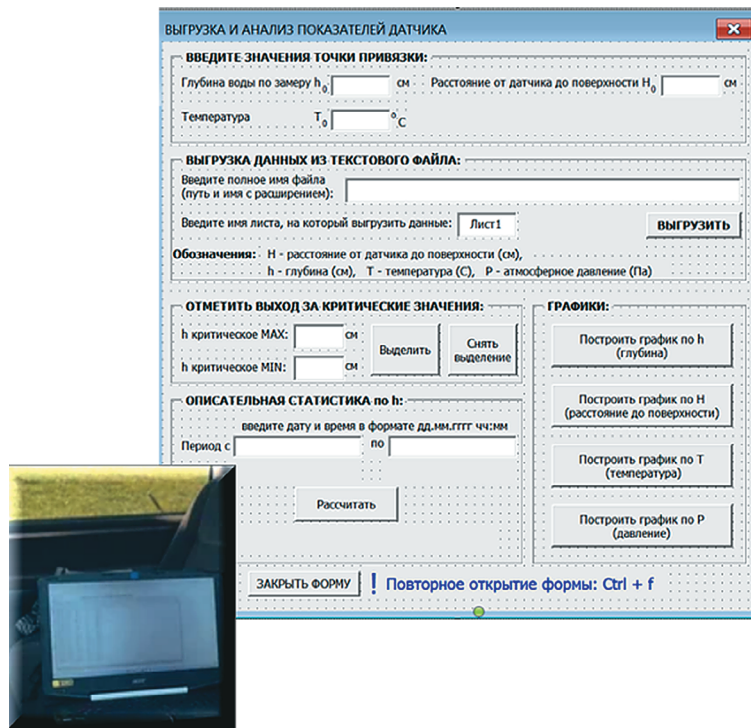 ВЫГРУЗКА И АНАЛИЗ ПОКАЗАТЕЛЕЙ ДАТЧИКА
ВВЕДИТЕ ЗНАЧЕНИЯ ТОЧКИ ПРИВЯЗКИ:
Глубина воды по замеру h0 см Расстояние от датчика до поверхности H0 см
Температура T0 °C
ВЫГРУЗКА ДАННЫХ ИЗ ТЕКСТОВОГО ФАЙЛА:
Введите полное имя файла
(путь и имя с расширением):
Введите имя листа, на который выгрузить данные: Лист1 ВЫГРУЗИТЬ
Обозначения: H - расстояние от датчика до поверхности (см),
h - глубина (см), T - температура (C), P - атмосферное давление (Па)
ОТМЕТИТЬ ВЫХОД ЗА КРИТИЧЕСКИЕ ЗНАЧЕНИЯ:
h критическое MAX: см
h критическое MIN: см
Выделить
Снять
выделение
ОПИСАТЕЛЬНАЯ СТАТИСТИКА по h:
введите дату и время в формате дд.мм.гггг чч:мм
Период с по
Рассчитать
ГРАФИКИ:
Построить график по h
(глубина)
Построить график по H
(расстояние до поверхности)
Построить график по T
(температура)
Построить график по P
(давление)
ЗАКРЫТЬ ФОРМУ ! Повторное открытие формы: Ctrl + f
acer